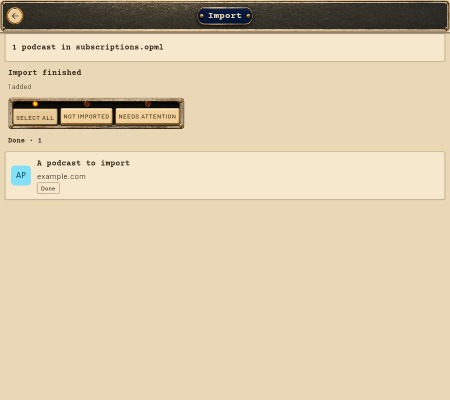 Import
1 podcast in subscriptions.opml
Import finished
1 added
SELECT ALL NOT IMPORTED NEEDS ATTENTION
Done · 1
AP
A podcast to import
example.com
Done